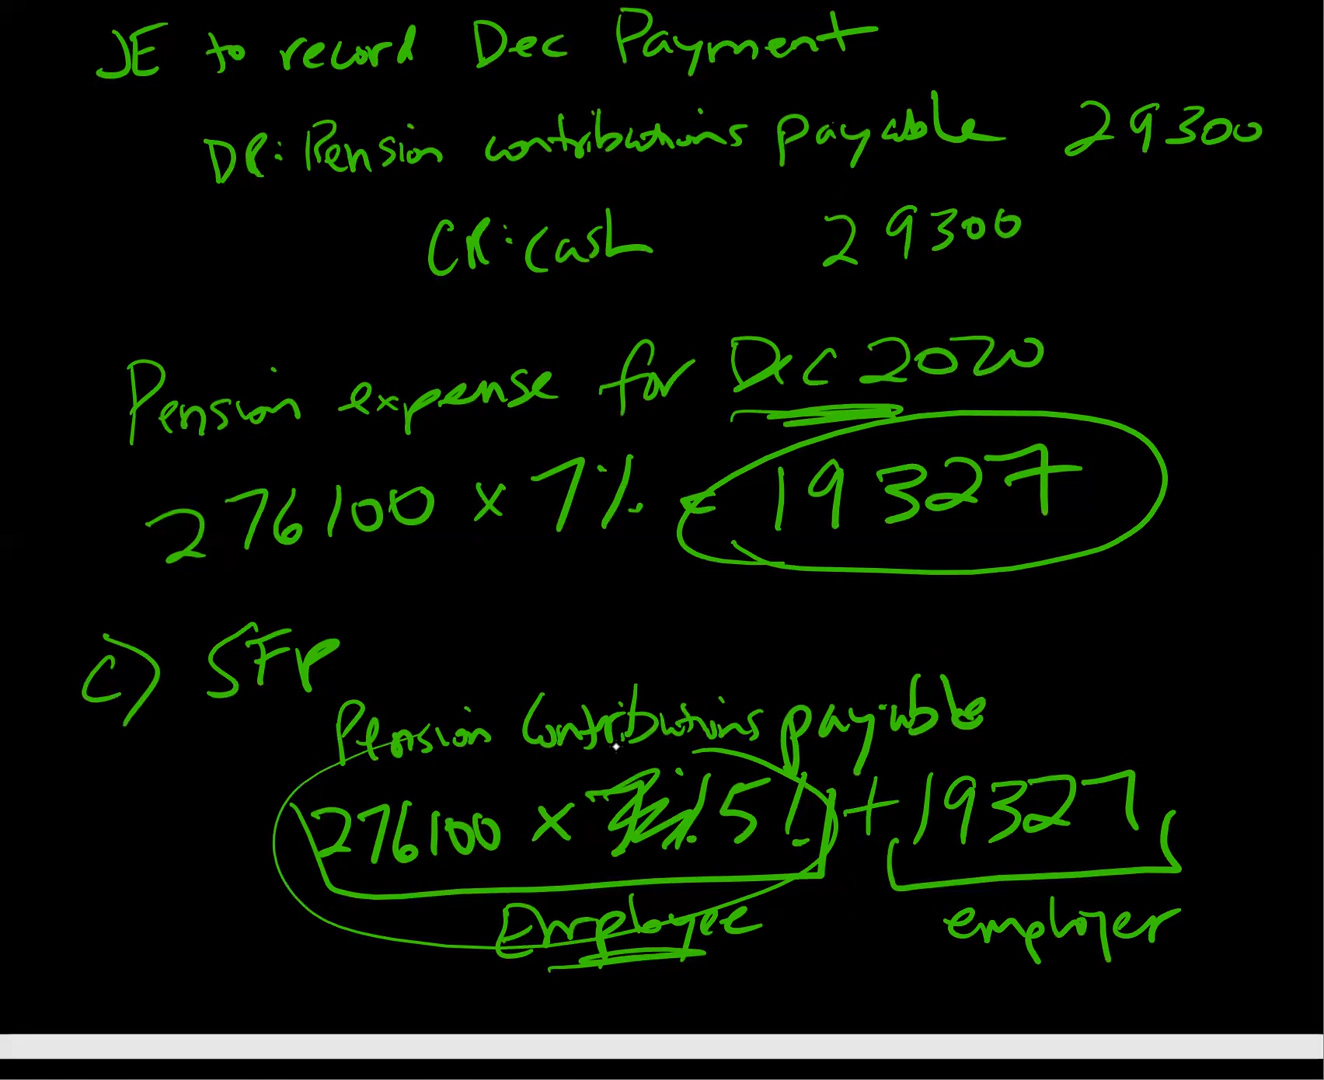 JE to record Dec Payment
DR: Pension contributions payable 29300
CR: Cash 29300
Pension expense for Dec 2020
276100 x 7% = 19327
c) SFP
Pension Contributions payable
276100 x 5% + 19327
Employee employer